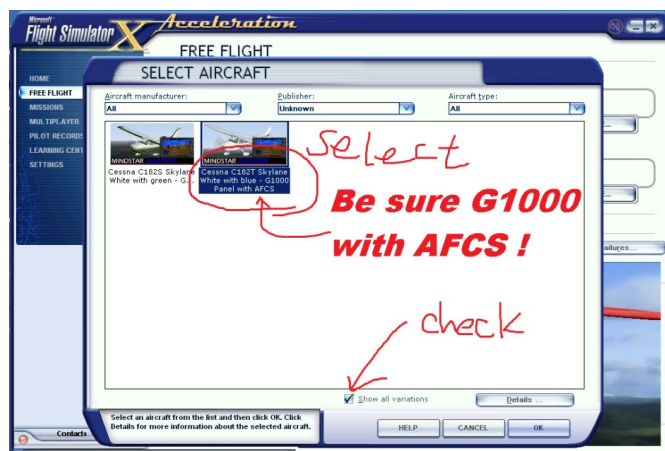 Microsoft
Flight Simulator X Acceleration
FREE FLIGHT
SELECT AIRCRAFT
HOME
FREE FLIGHT
MISSIONS
MULTIPLAYER
PILOT RECORDS
LEARNING CENT
SETTINGS
Aircraft manufacturer:
All
Publisher:
Unknown
Aircraft type:
All
MINDSTAR
Cessna C182S Skylane
White with green - G...
MINDSTAR
Cessna C182T Skylane
White with blue - G1000
Panel with AFCS
select
Be sure G1000
with AFCS !
check
Show all variations
Details ...
Select an aircraft from the list and then click OK. Click
Details for more information about the selected aircraft.
HELP
CANCEL
OK
Contacts
ailures...